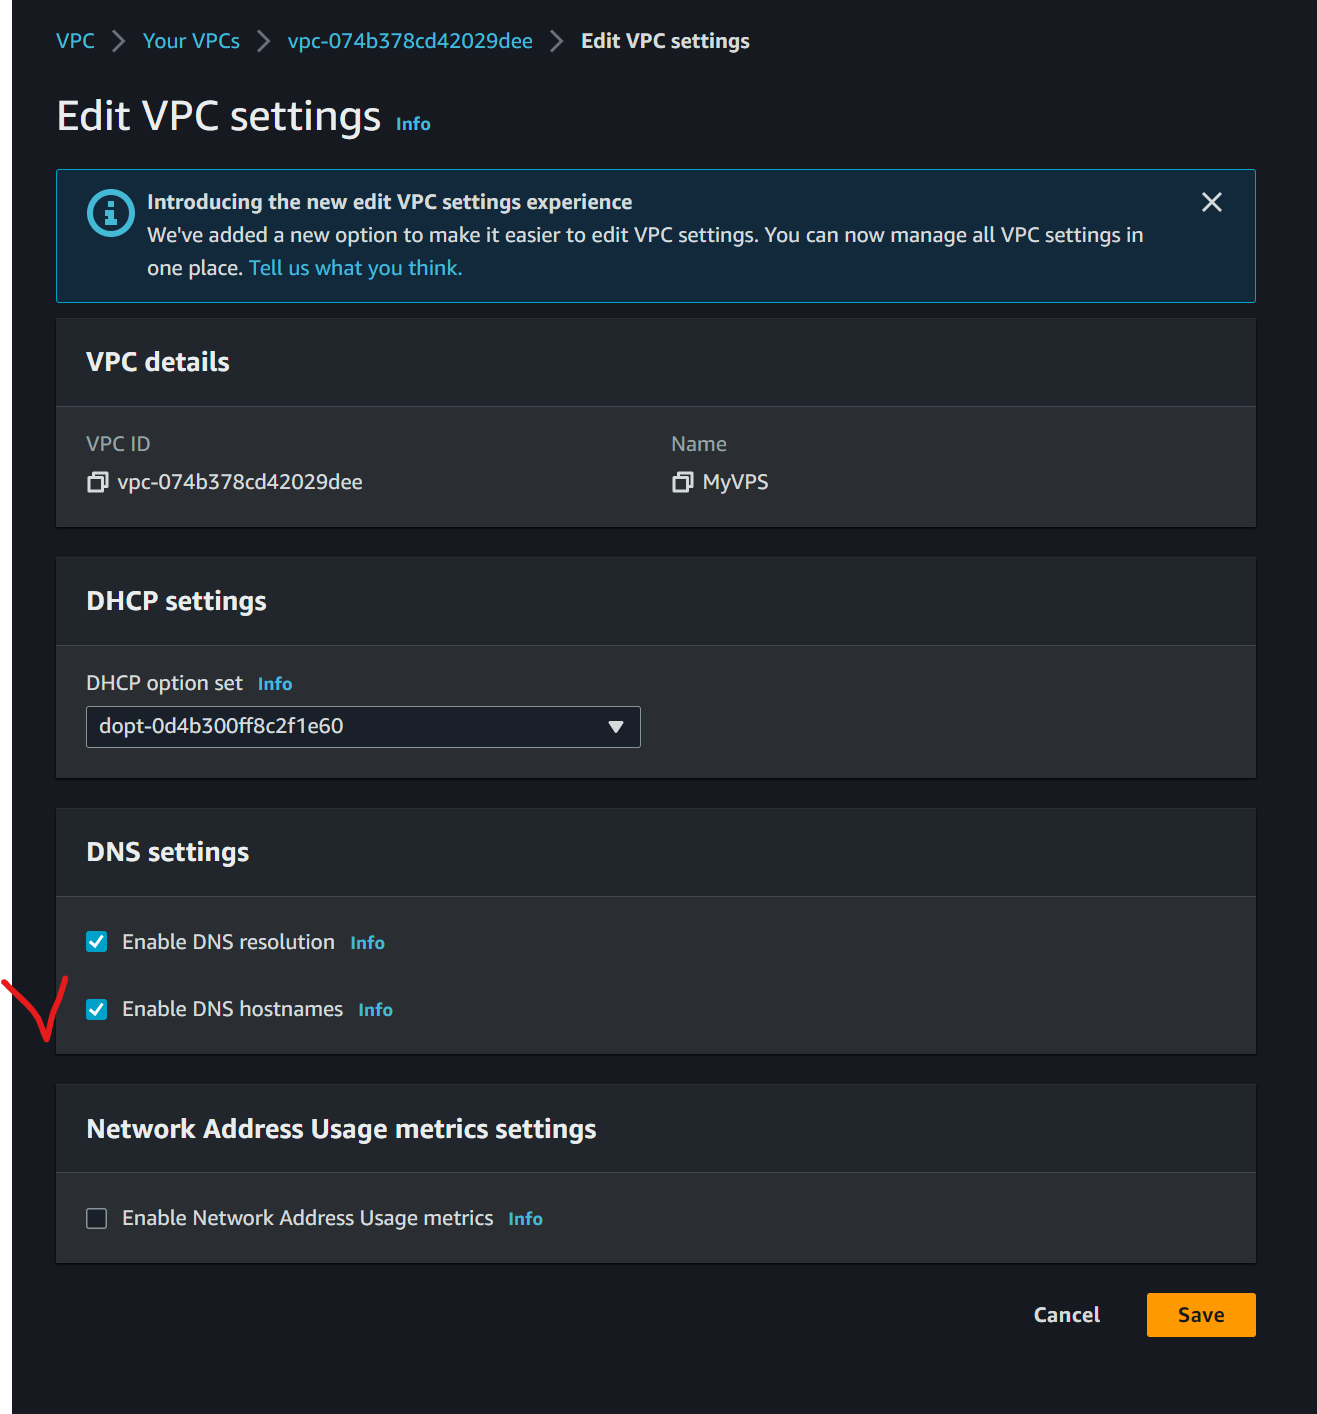 VPC > Your VPCs > vpc-074b378cd42029dee > Edit VPC settings
Edit VPC settings Info
Introducing the new edit VPC settings experience
We've added a new option to make it easier to edit VPC settings. You can now manage all VPC settings in
one place. Tell us what you think.
VPC details
VPC ID
vpc-074b378cd42029dee
Name
MyVPS
DHCP settings
DHCP option set Info
dopt-0d4b300ff8c2f1e60
DNS settings
Enable DNS resolution Info
Enable DNS hostnames Info
Network Address Usage metrics settings
Enable Network Address Usage metrics Info
Cancel Save